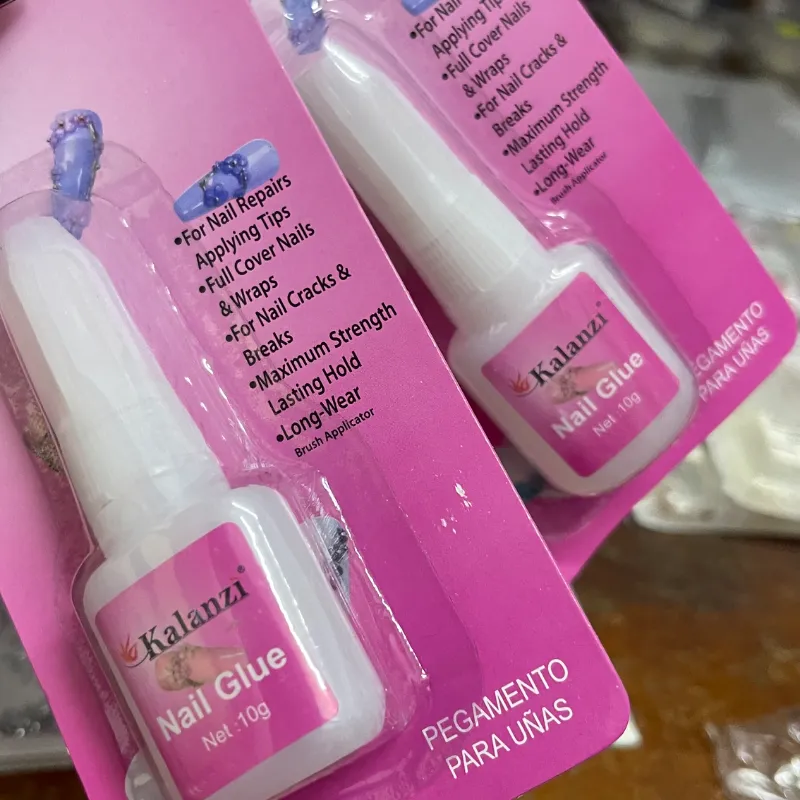 •For Nail Repairs
Applying Tips
•Full Cover Nails
& Wraps
•For Nail Cracks &
Breaks
•Maximum Strength
Lasting Hold
•Long-Wear
Brush Applicator
Kalanzi®
Nail Glue
Net :10g
PEGAMENTO
PARA UÑAS
•For Nail
Applying Tips
•Full Cover Nails
& Wraps
•For Nail Cracks &
Breaks
•Maximum Strength
Lasting Hold
•Long-Wear
Brush Applicator
Kalanzi®
Nail Glue
Net :10g
PARA UÑAS